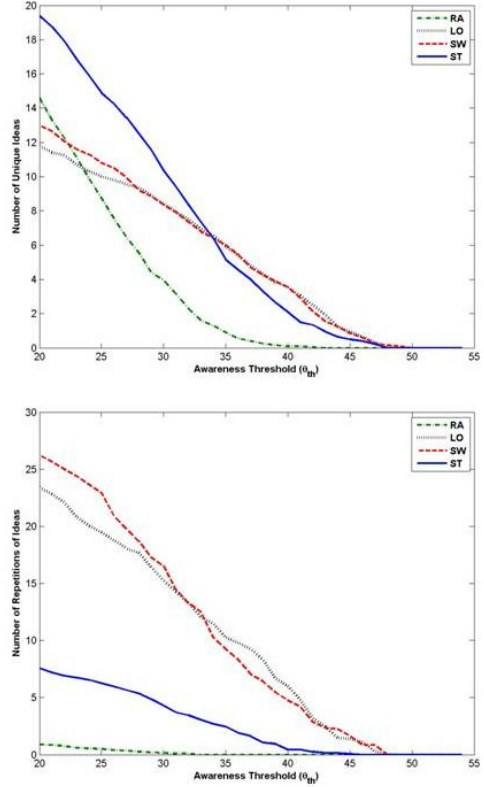 20
18
16
14
12
10
8
6
4
2
0
Number of Unique Ideas
RA
LO
SW
ST
20 25 30 35 40 45 50 55
Awareness Threshold (θth)
30
25
20
15
10
5
0
Number of Repetitions of Ideas
RA
LO
SW
ST
20 25 30 35 40 45 50 55
Awareness Threshold (θth)